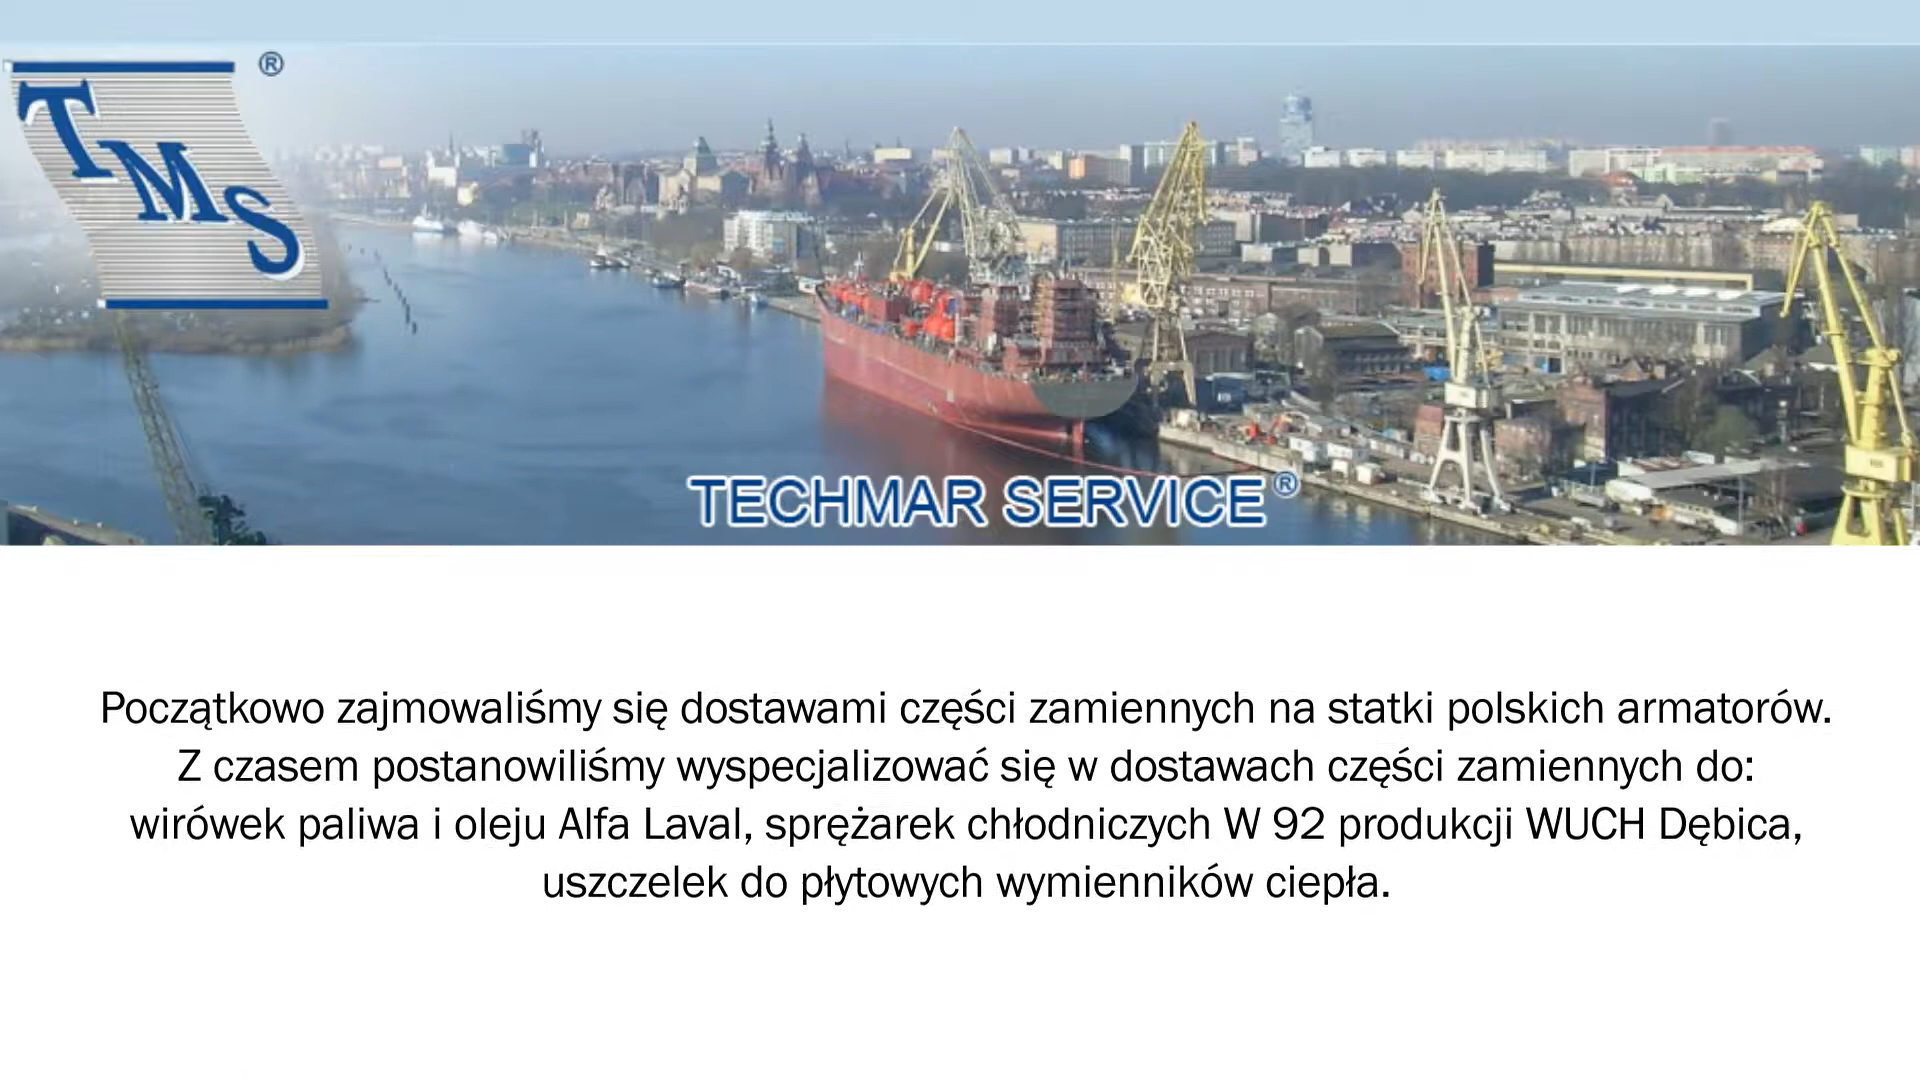 TMS ®
TECHMAR SERVICE ®
Początkowo zajmowaliśmy się dostawami części zamiennych na statki polskich armatorów.
Z czasem postanowiliśmy wyspecjalizować się w dostawach części zamiennych do:
wirówek paliwa i oleju Alfa Laval, sprężarek chłodniczych W 92 produkcji WUCH Dębica,
uszczelek do płytowych wymienników ciepła.